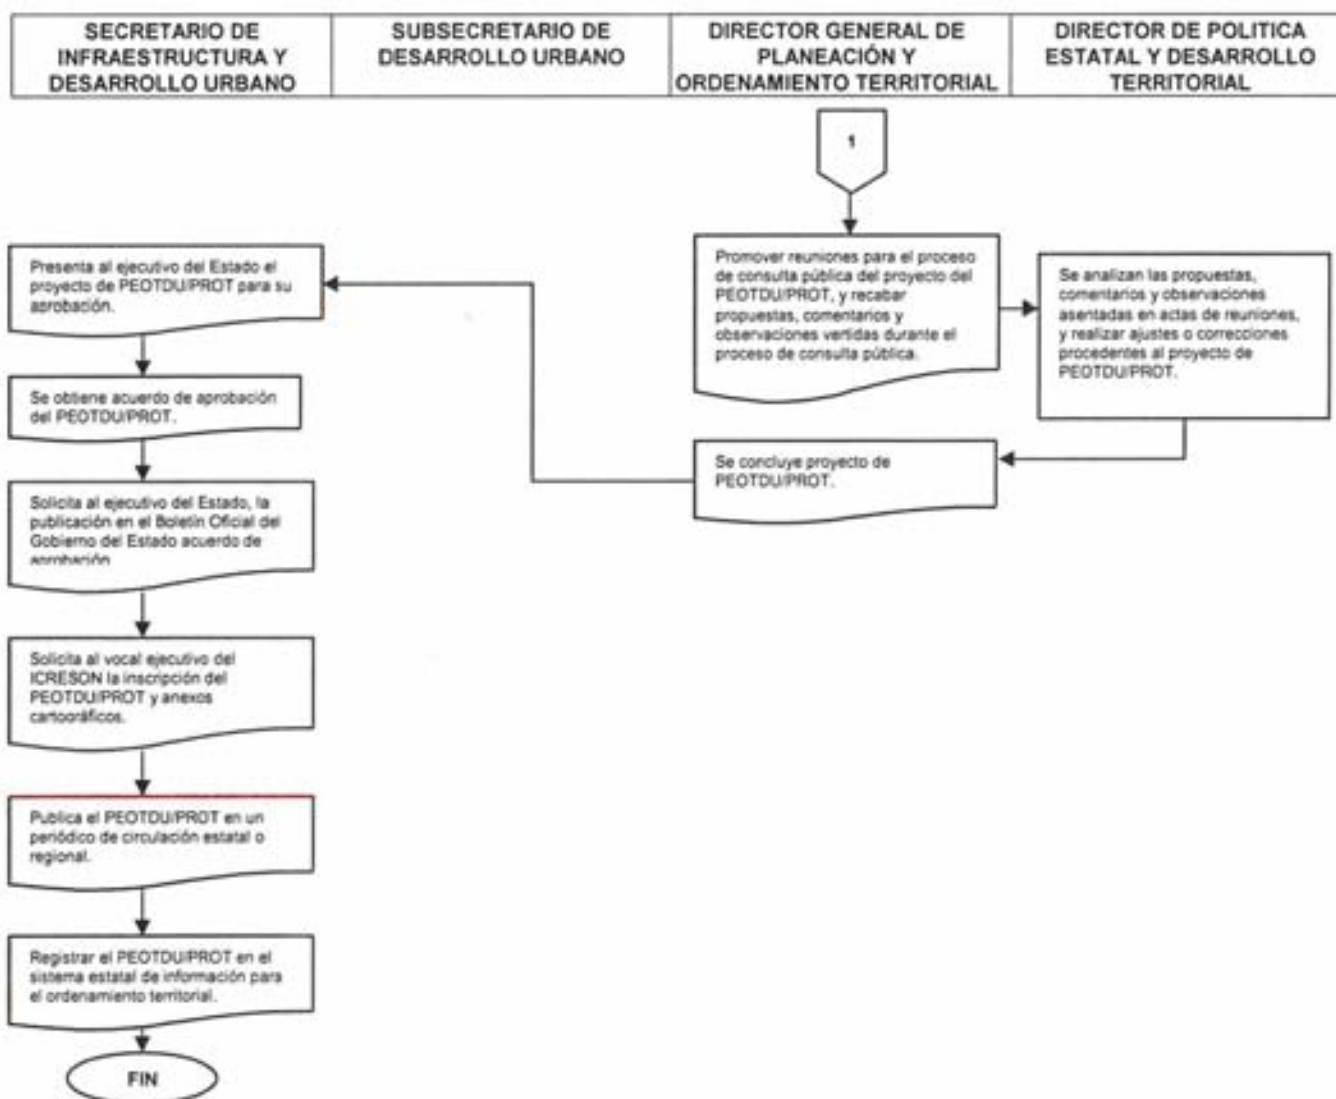 SECRETARIO DE
INFRAESTRUCTURA Y
DESARROLLO URBANO
SUBSECRETARIO DE
DESARROLLO URBANO
DIRECTOR GENERAL DE
PLANEACIÓN Y
ORDENAMIENTO TERRITORIAL
DIRECTOR DE POLITICA
ESTATAL Y DESARROLLO
TERRITORIAL
1
Promover reuniones para el proceso
de consulta pública del proyecto del
PEOTDU/PROT, y recabar
propuestas, comentarios y
observaciones vertidas durante el
proceso de consulta pública.
Se analizan las propuestas,
comentarios y observaciones
asentadas en actas de reuniones,
y realizar ajustes o correcciones
procedentes al proyecto de
PEOTDU/PROT.
Se concluye proyecto de
PEOTDU/PROT.
Presenta al ejecutivo del Estado el
proyecto de PEOTDU/PROT para su
aprobación.
Se obtiene acuerdo de aprobación
del PEOTDU/PROT.
Solicita al ejecutivo del Estado, la
publicación en el Boletín Oficial del
Gobierno del Estado acuerdo de
aprobación
Solicita al vocal ejecutivo del
ICRESON la inscripción del
PEOTDU/PROT y anexos
cartográficos.
Publica el PEOTDU/PROT en un
periódico de circulación estatal o
regional.
Registrar el PEOTDU/PROT en el
sistema estatal de información para
el ordenamiento territorial.
FIN